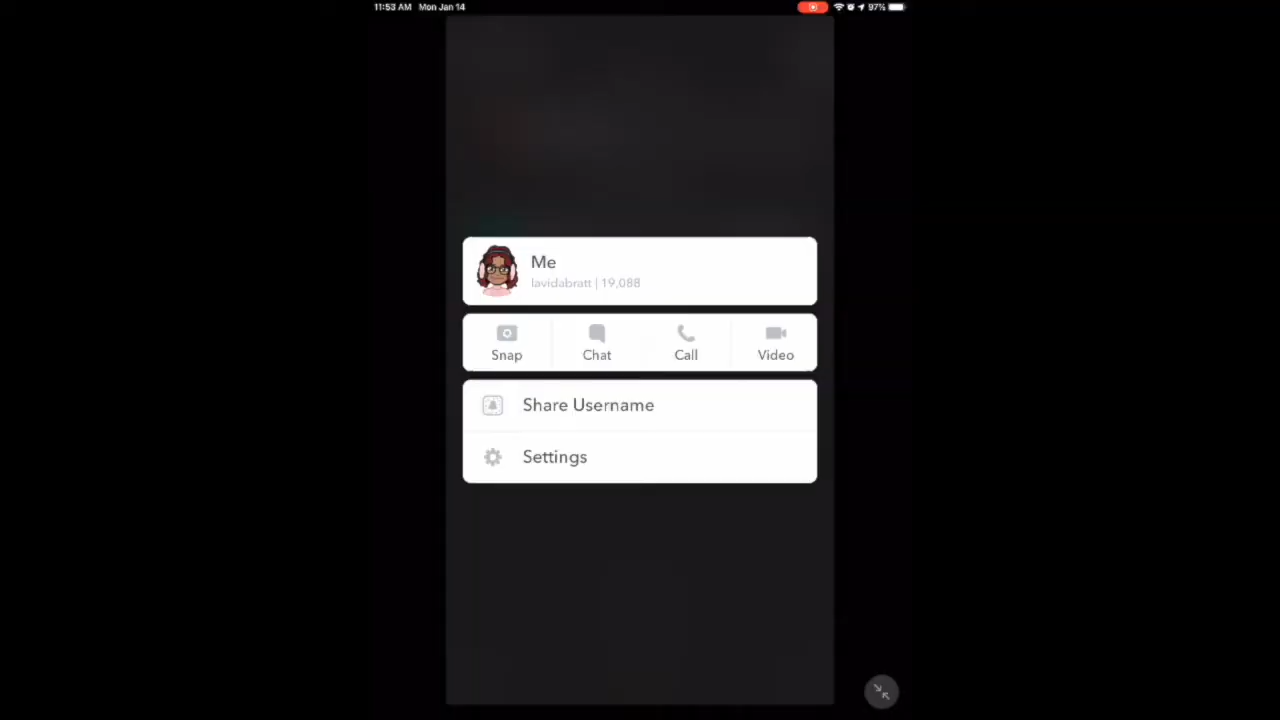 11:53 AM Mon Jan 14
97%
Me
lavidabratt | 19,088
Snap
Chat
Call
Video
Share Username
Settings